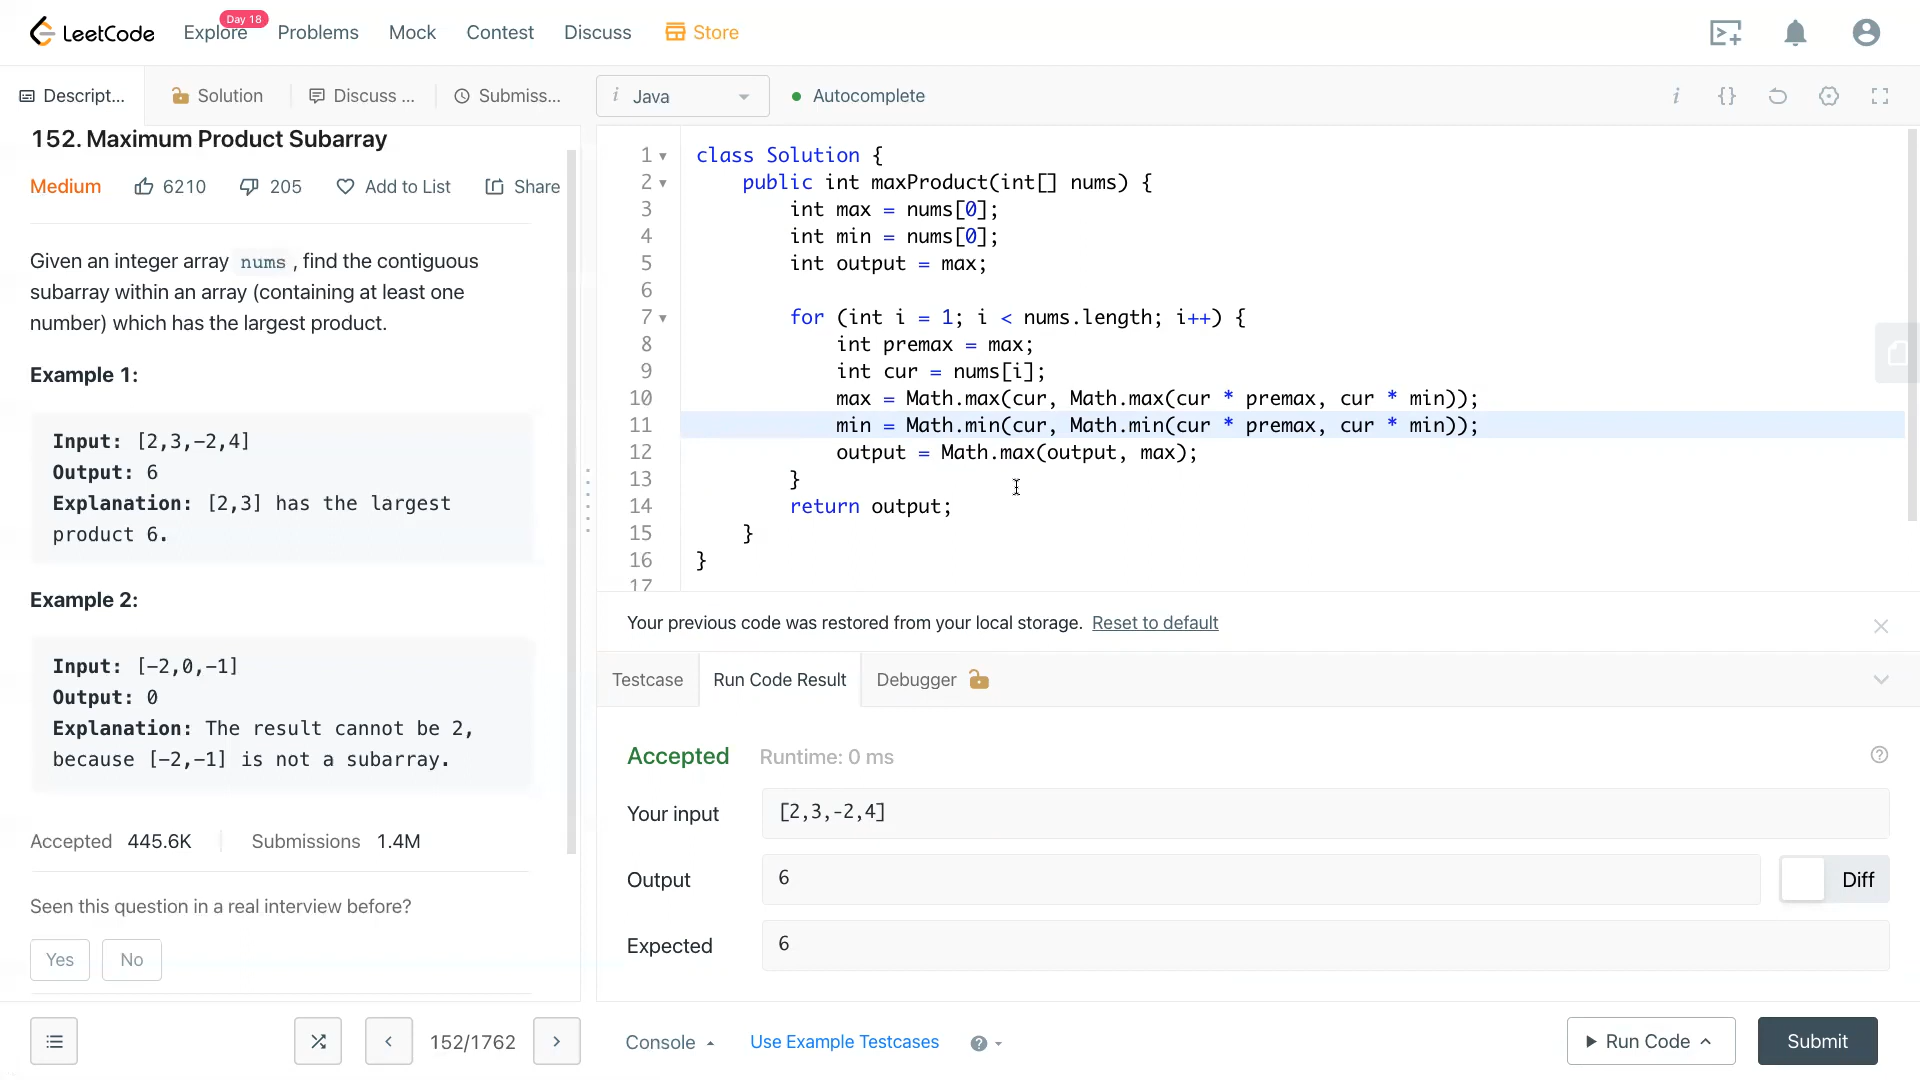 LeetCode
Explore
Day 18
Problems
Mock
Contest
Discuss
Store
Descript...
Solution
Discuss ...
Submiss...
i Java
Autocomplete
i
{}
152. Maximum Product Subarray
Medium
6210
205
Add to List
Share
Given an integer array nums , find the contiguous
subarray within an array (containing at least one
number) which has the largest product.
Example 1:
Input: [2,3,-2,4]
Output: 6
Explanation: [2,3] has the largest
product 6.
Example 2:
Input: [-2,0,-1]
Output: 0
Explanation: The result cannot be 2,
because [-2,-1] is not a subarray.
Accepted 445.6K
Submissions 1.4M
Seen this question in a real interview before?
Yes
No
152/1762
1 class Solution {
2 public int maxProduct(int[] nums) {
3 int max = nums[0];
4 int min = nums[0];
5 int output = max;
6
7 for (int i = 1; i < nums.length; i++) {
8 int premax = max;
9 int cur = nums[i];
10 max = Math.max(cur, Math.max(cur * premax, cur * min));
11 min = Math.min(cur, Math.min(cur * premax, cur * min));
12 output = Math.max(output, max);
13 }
14 return output;
15 }
16 }
17
Your previous code was restored from your local storage. Reset to default
Testcase
Run Code Result
Debugger
Accepted
Runtime: 0 ms
Your input
[2,3,-2,4]
Output
6
Diff
Expected
6
Console
Use Example Testcases
Run Code
Submit